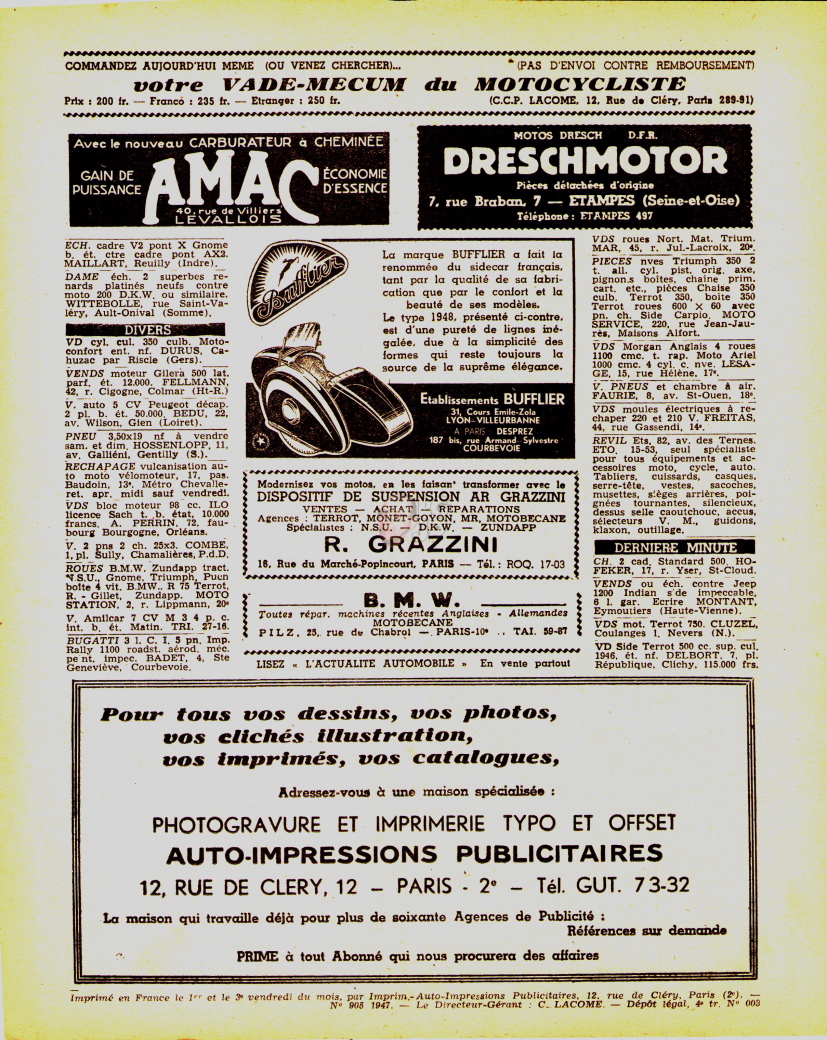 COMMANDEZ AUJOURD'HUI MEME (OU VENEZ CHERCHER)... (PAS D'ENVOI CONTRE REMBOURSEMENT)
votre VADE-MECUM du MOTOCYCLISTE
Prix : 200 fr. — Franco : 235 fr. — Etranger : 250 fr. (C.C.P. LACOME, 12, Rue de Cléry, Paris 289-91)
Avec le nouveau CARBURATEUR à CHEMINÉE
GAIN DE PUISSANCE
AMAC
ÉCONOMIE D'ESSENCE
40, rue de Villiers
LEVALLOIS
MOTOS DRESCH D.F.R.
DRESCHMOTOR
Pièces détachées d'origine
7, rue Braban, 7 — ETAMPES (Seine-et-Oise)
Téléphone : ETAMPES 497
ECH. cadre V2 pont X Gnome
b. ét. ctre cadre pont AX2.
MAILLART, Reuilly (Indre).
DAME éch. 2 superbes re-
nards platinés neufs contre
moto 200 D.K.W. ou similaire.
WITTEBOLLE, rue Saint-Va-
léry, Ault-Onival (Somme).
DIVERS
VD cyl. cul. 350 culb. Moto-
confort ent. nf. DURUS, Ca-
huzac par Riscle (Gers).
VENDS moteur Gilera 500 lat.
parf. ét. 12.000. FELLMANN,
42, r. Cigogne, Colmar (Ht-R.)
V. auto 5 CV Peugeot décap.
2 pl. b. ét. 50.000. BEDU, 22,
av. Wilson, Gien (Loiret).
PNEU 3,50x19 nf à vendre
sam. et dim. HOSSENLOPP, 11,
av. Galliéni, Gentilly (S.).
RECHAPAGE vulcanisation au-
to moto vélomoteur, 17, pas.
Baudoin, 13e. Métro Chevalle-
ret, apr. midi sauf vendredi.
VDS bloc moteur 98 cc. ILO
licence Sach t. b. état, 10.000
francs. A. PERRIN, 72, fau-
bourg Bourgogne, Orléans.
V. 2 pns 2 ch. 25x3. COMBE,
1, pl. Sully, Chamalières, P.d.D.
ROUES B.M.W. Zundapp tract.
N.S.U., Gnome, Triumph, Puch
boîte 4 vit. B.MW., R 75 Terrot,
R. - Gillet, Zundapp. MOTO
STATION, 2, r. Lippmann, 20e
V. Amilcar 7 CV M 3 4 p. c.
int. b. ét. Matin. TRI. 27-16.
BUGATTI 3 l. C. I. 5 pn. Imp.
Rally 1100 roadst. aérod. méc.
peint. impec. BADET, 4, Ste
Geneviève, Courbevoie.
Bufflier
La marque BUFFLIER a fait la
renommée du sidecar français,
tant par la qualité de sa fabri-
cation que par le confort et la
beauté de ses modèles.
Le type 1948, présenté ci-contre,
est d'une pureté de lignes iné-
galée, due à la simplicité des
formes qui reste toujours la
source de la suprême élégance.
Etablissements BUFFLIER
31, Cours Emile-Zola
LYON-VILLEURBANNE
A PARIS DESPREZ
187 bis, rue Armand-Sylvestre
COURBEVOIE
Modernisez vos motos, en les faisan' transformer avec le
DISPOSITIF DE SUSPENSION AR GRAZZINI
VENTES — ACHAT — REPARATIONS
Agences : TERROT, MONET-GOYON, MR, MOTOBECANE
Spécialistes : N.S.U. — D.K.W. — ZUNDAPP
R. GRAZZINI
18, Rue du Marché-Popincourt, PARIS — Tél. : ROQ. 17-03
B.M.W.
Toutes répar. machines récentes Anglaises - Allemandes
MOTOBECANE
PILZ, 25, rue de Chabrol — PARIS-10e .. TAI. 59-87
LISEZ « L'ACTUALITE AUTOMOBILE » En vente partout
VDS roues Nort. Mat. Trium.
MAR, 45, r. Jul.-Lacroix, 20e.
PIECES nves Triumph 350 2
t. all. cyl. pist. orig. axe,
pignon.s boîtes, chaîne prim.
cart. etc., pièces Chaise 350
culb. Terrot 350, boîte 350
Terrot roues 600 X 60 avec
pn. ch. Side Carpio. MOTO
SERVICE, 220, rue Jean-Jau-
rès, Maisons Alfort.
VDS Morgan Anglais 4 roues
1100 cmc. t. rap. Moto Ariel
1000 cmc. 4 cyl. c. nve. LESA-
GE, 15, rue Hélène, 17e.
V. PNEUS et chambre à air.
FAURIE, 8, av. St-Ouen, 18e.
VDS moules électriques à re-
chaper 220 et 210 V. FREITAS,
44, rue Gassendi, 14e.
REVIL Ets, 82, av. des Ternes.
ETO. 15-53, seul spécialiste
pour tous équipements et ac-
cessoires moto, cycle, auto.
Tabliers, cuissards, casques,
serre-tête, vestes, sacoches,
musettes, sièges arrières, poi-
gnées tournantes, silencieux,
dessus selle caoutchouc, accus,
sélecteurs V. M., guidons,
klaxon, outillage.
DERNIERE MINUTE
CH. 2 cad. Standard 500. HO-
FEKER, 17, r. Yser, St-Cloud.
VENDS ou éch. contre Jeep
1200 Indian s'de impeccable,
6 l. gar. Ecrire MONTANT,
Eymoutiers (Haute-Vienne).
VDS mot. Terrot 750. CLUZEL,
Coulanges l. Nevers (N.).
VD Side Terrot 500 cc. sup. cul.
1946, ét. nf. DELBORT, 7, pl.
République, Clichy, 115.000 frs.
Pour tous vos dessins, vos photos,
vos clichés illustration,
vos imprimés, vos catalogues,
Adressez-vous à une maison spécialisée :
PHOTOGRAVURE ET IMPRIMERIE TYPO ET OFFSET
AUTO-IMPRESSIONS PUBLICITAIRES
12, RUE DE CLERY, 12 — PARIS - 2e — Tél. GUT. 73-32
La maison qui travaille déjà pour plus de soixante Agences de Publicité :
Références sur demande
PRIME à tout Abonné qui nous procurera des affaires
Imprimé en France le 1er et le 3e vendredi du mois, par Imprim.-Auto-Impressions Publicitaires, 12, rue de Cléry, Paris (2e). —
No 905 1947. — Le Directeur-Gérant : C. LACOME. — Dépôt légal, 4e tr. No 003